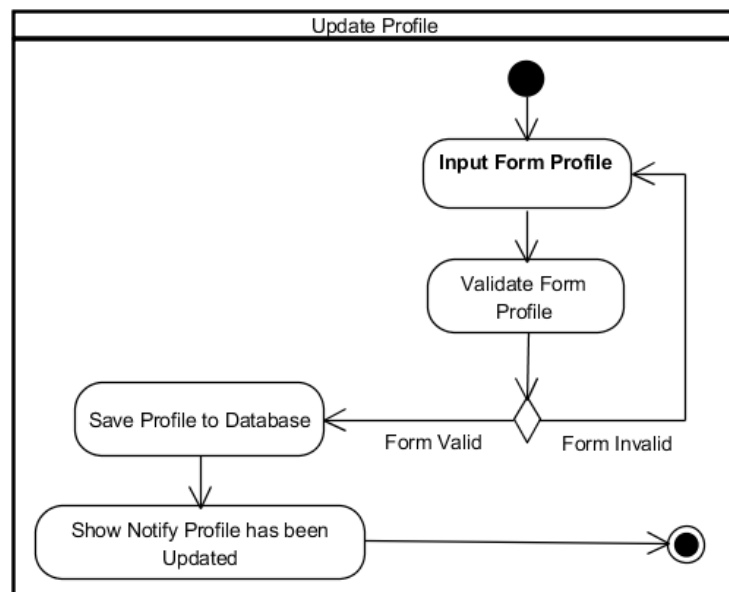 Update Profile
Input Form Profile
Validate Form
Profile
Save Profile to Database
Form Valid
Form Invalid
Show Notify Profile has been
Updated